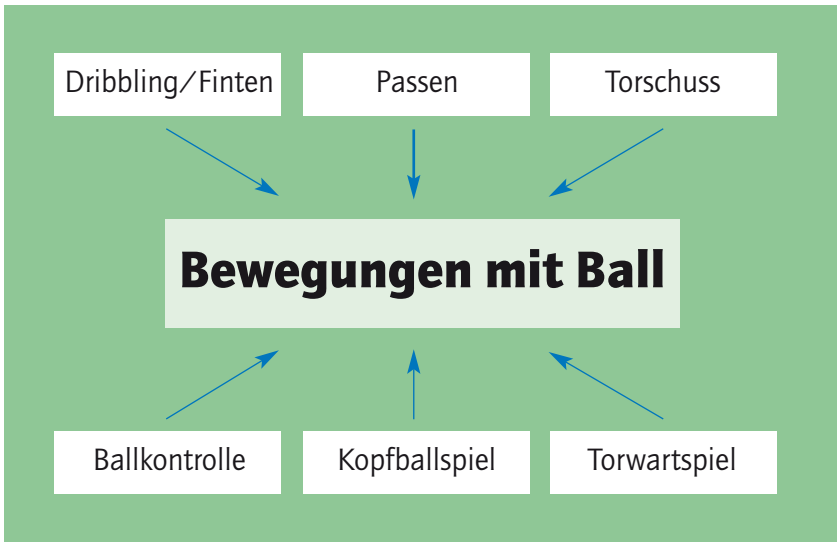 Dribbling/Finten
Passen
Torschuss
Bewegungen mit Ball
Ballkontrolle
Kopfballspiel
Torwartspiel